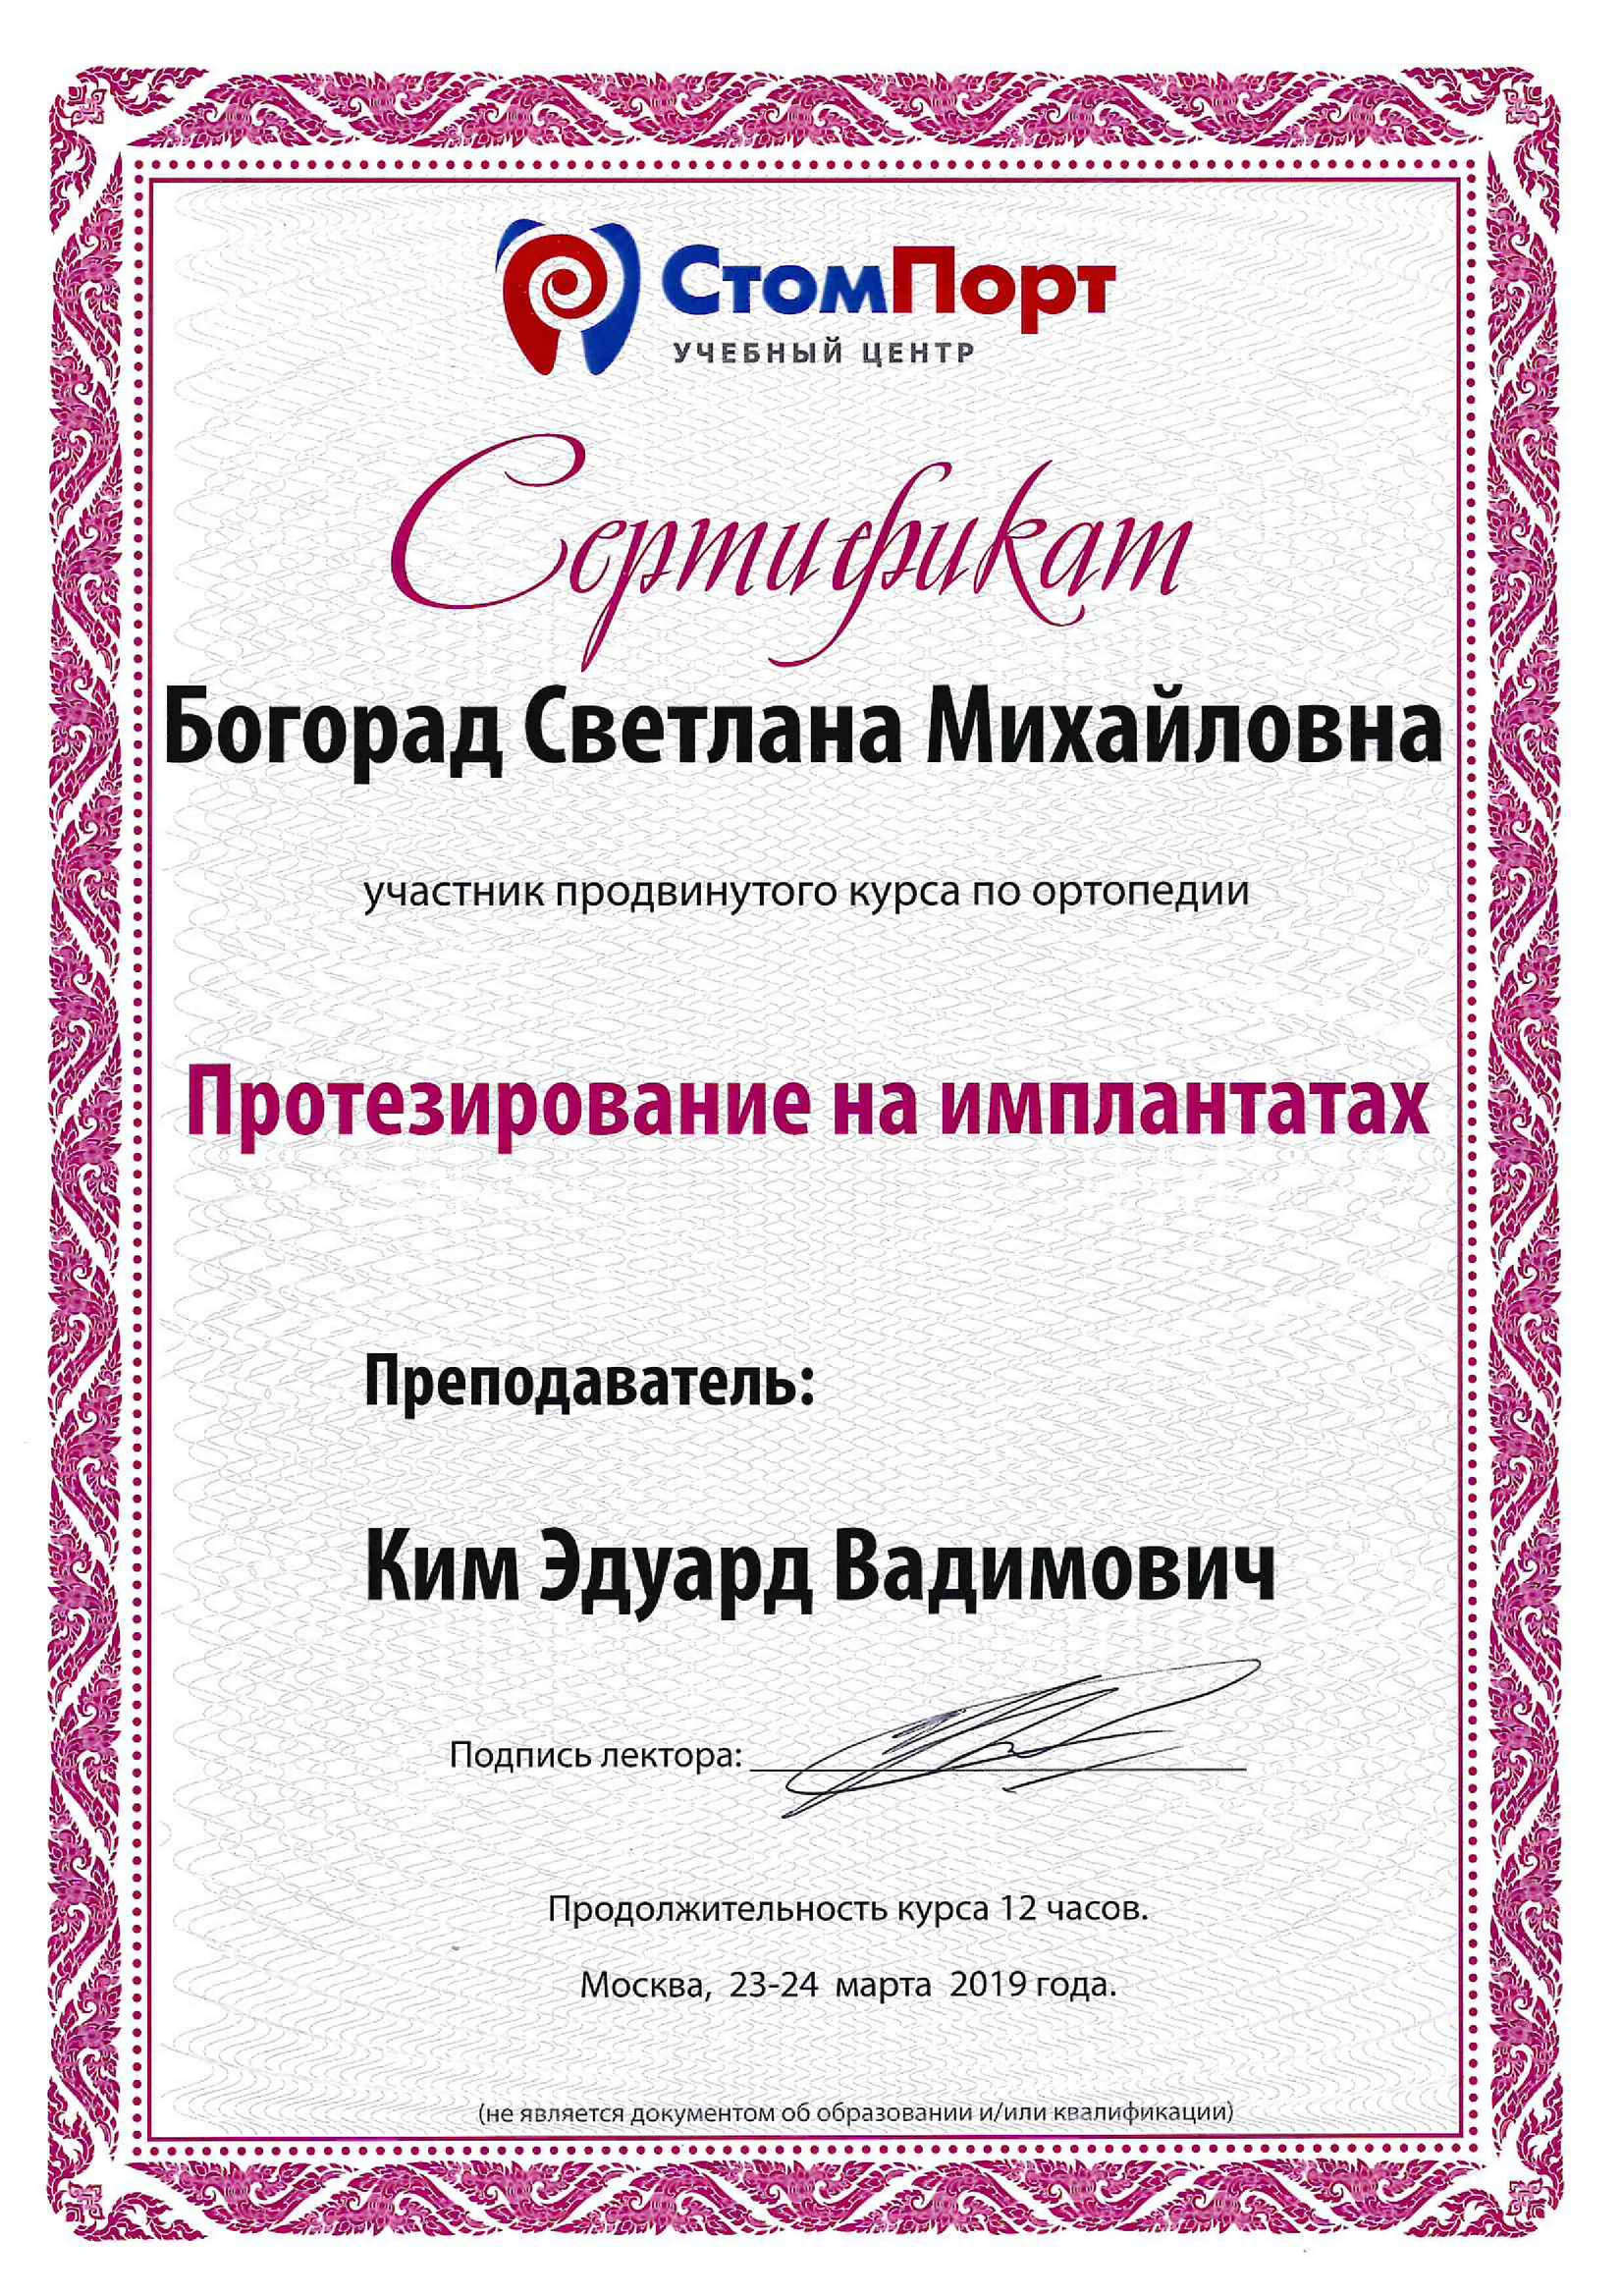 СтомПорт
УЧЕБНЫЙ ЦЕНТР
Сертификат
Богорад Светлана Михайловна
участник продвинутого курса по ортопедии
Протезирование на имплантатах
Преподаватель:
Ким Эдуард Вадимович
Подпись лектора:
Продолжительность курса 12 часов.
Москва, 23-24 марта 2019 года.
(не является документом об образовании и/или квалификации)